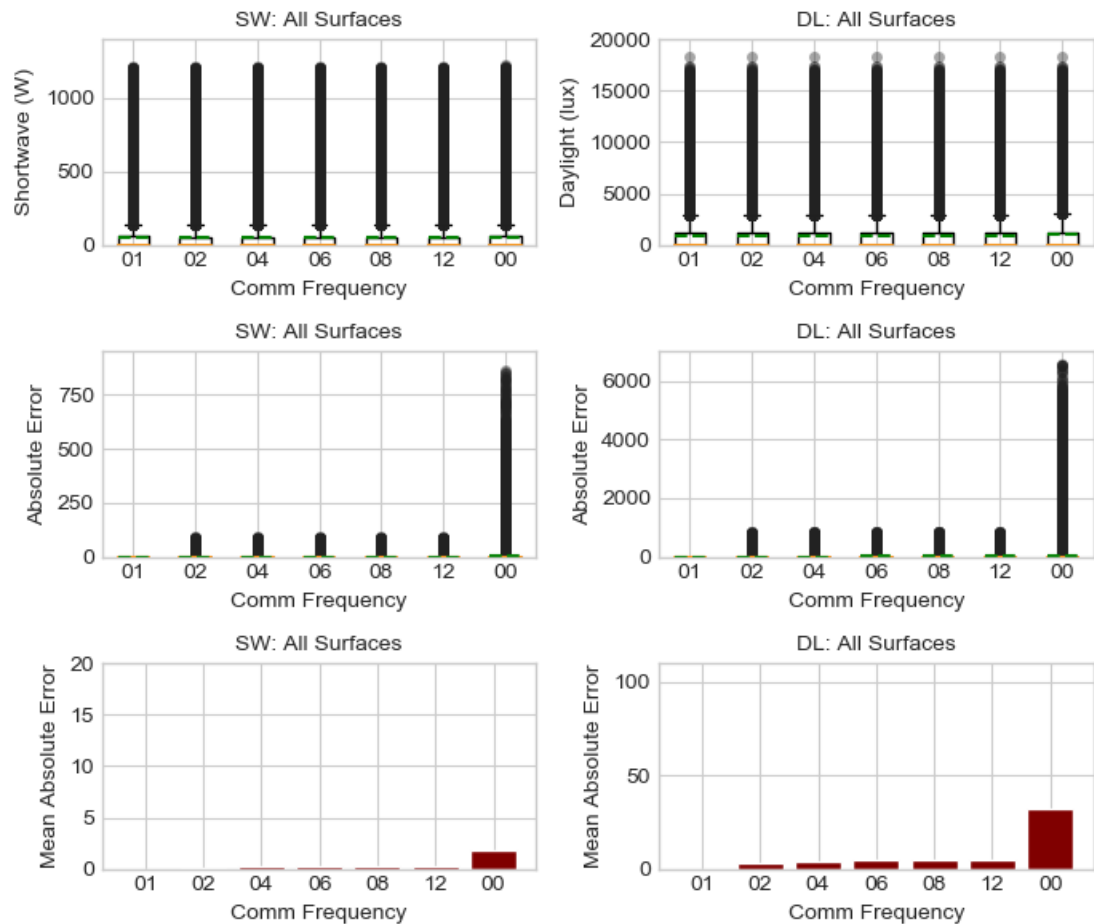 SW: All Surfaces
Shortwave (W)
1000
500
0
01 02 04 06 08 12 00
Comm Frequency
DL: All Surfaces
Daylight (lux)
20000
15000
10000
5000
0
01 02 04 06 08 12 00
Comm Frequency
SW: All Surfaces
Absolute Error
750
500
250
0
01 02 04 06 08 12 00
Comm Frequency
DL: All Surfaces
Absolute Error
6000
4000
2000
0
01 02 04 06 08 12 00
Comm Frequency
SW: All Surfaces
Mean Absolute Error
20
15
10
5
0
01 02 04 06 08 12 00
Comm Frequency
DL: All Surfaces
Mean Absolute Error
100
50
0
01 02 04 06 08 12 00
Comm Frequency